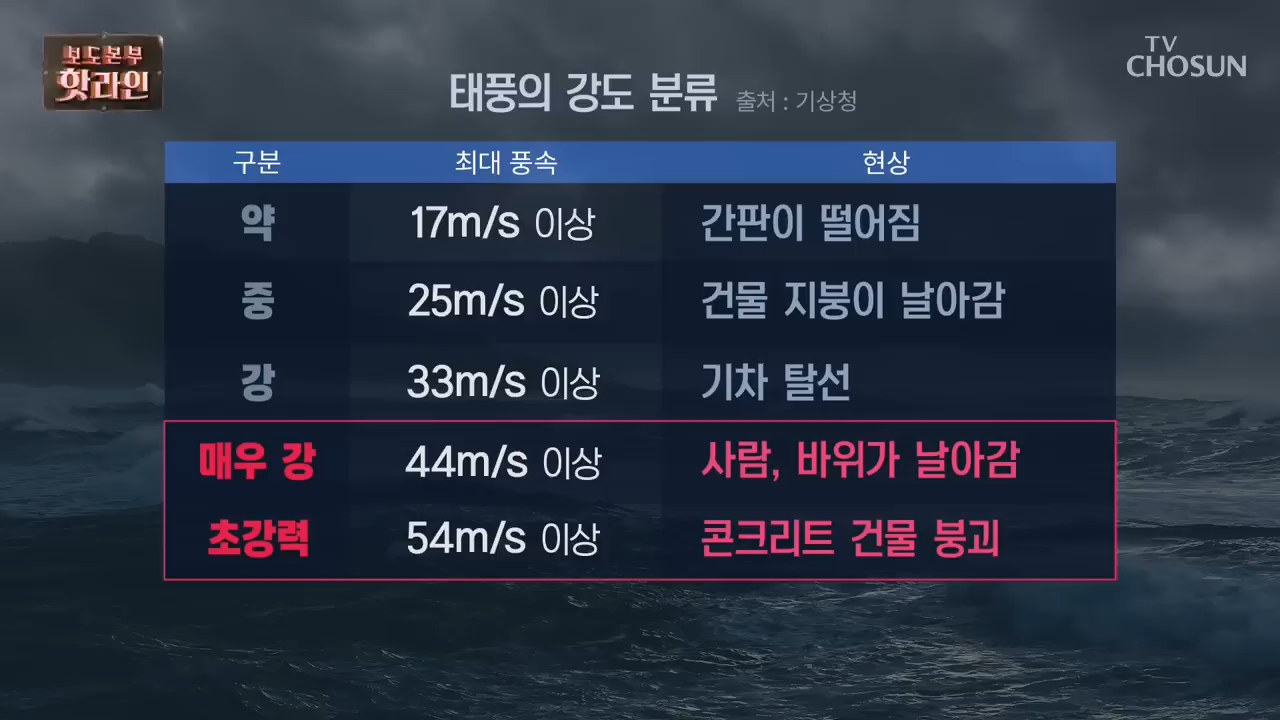 보도본부
핫라인
TV
CHOSUN
태풍의 강도 분류 출처 : 기상청
구분 최대 풍속 현상
약 17m/s 이상 간판이 떨어짐
중 25m/s 이상 건물 지붕이 날아감
강 33m/s 이상 기차 탈선
매우 강 44m/s 이상 사람, 바위가 날아감
초강력 54m/s 이상 콘크리트 건물 붕괴